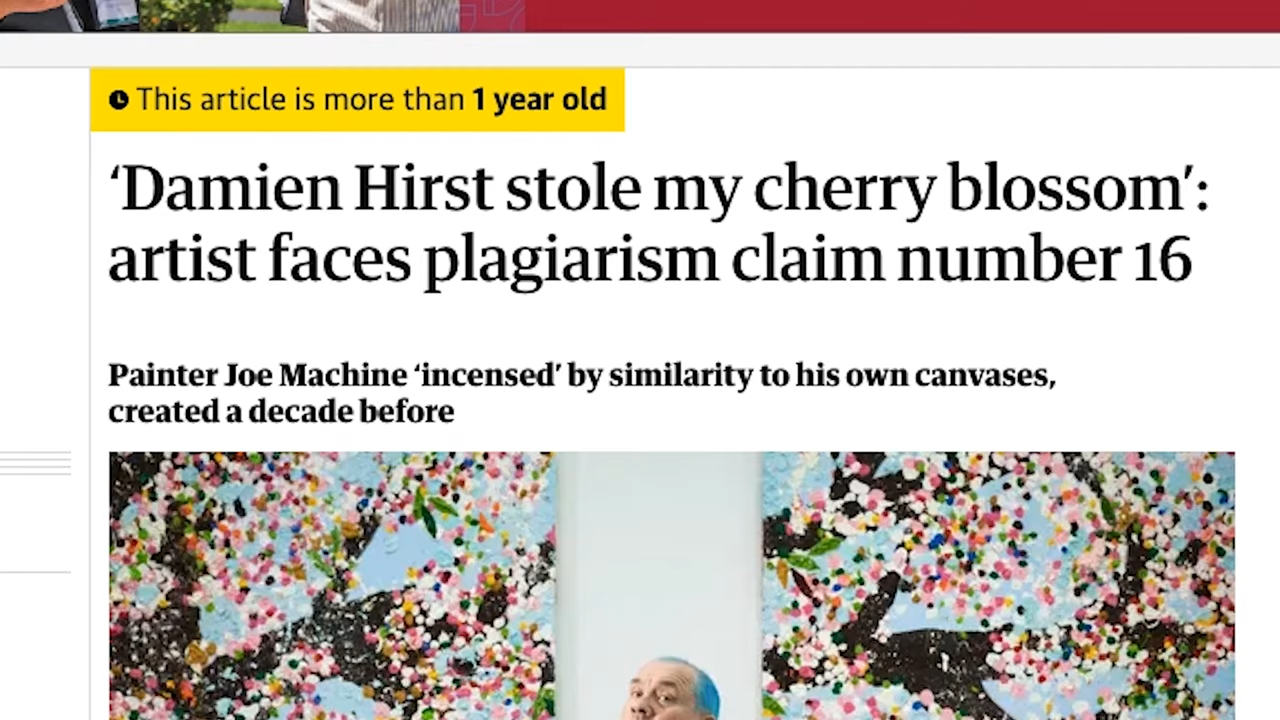 This article is more than 1 year old
‘Damien Hirst stole my cherry blossom’:
artist faces plagiarism claim number 16
Painter Joe Machine ‘incensed’ by similarity to his own canvases,
created a decade before